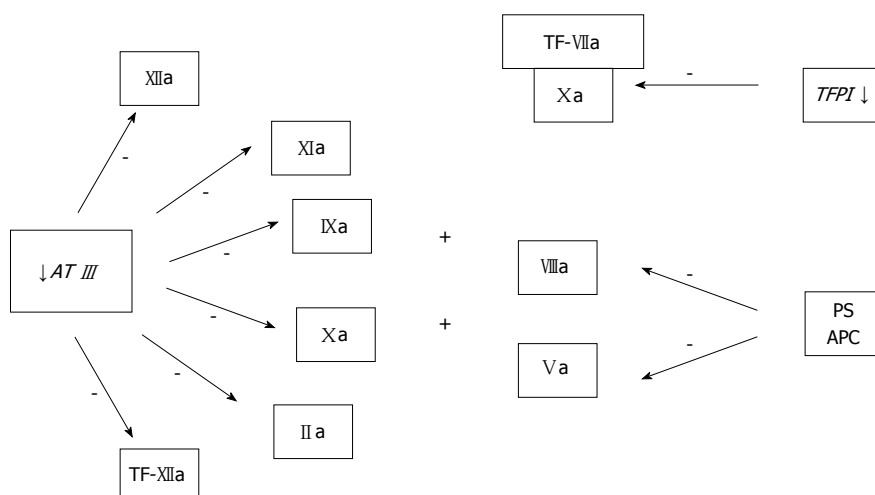 TF-Ⅶa
Ⅻa
Ⅹa
-
TFPI ↓
-
Ⅺa
-
Ⅸa
+
-
↓AT Ⅲ
Ⅷa
-
-
Ⅹa
+
PS
APC
-
-
Ⅴa
-
Ⅱa
TF-Ⅻa